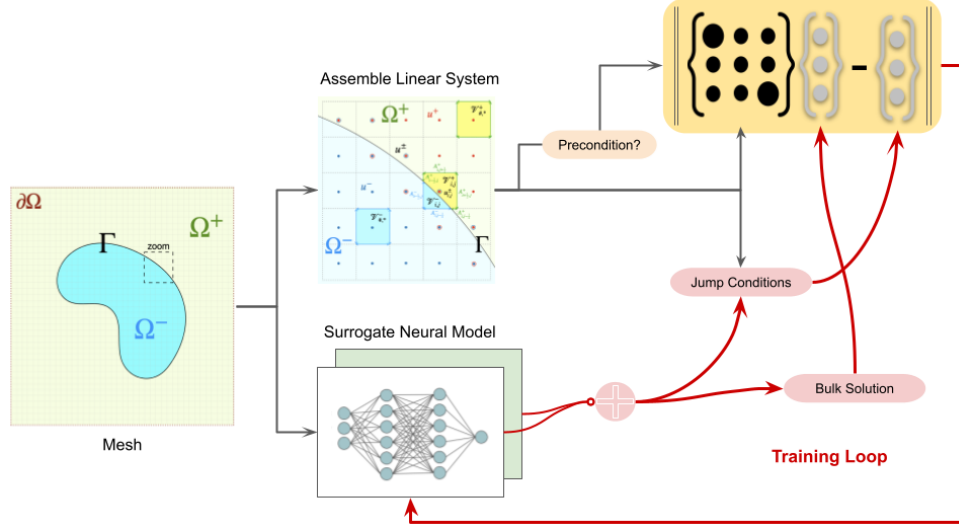 Assemble Linear System
Precondition?
Ω⁺
u⁺
u±
u⁻
Ω⁻
Γ
∂Ω
Ω⁺
Γ
zoom
Ω⁻
Mesh
Jump Conditions
Surrogate Neural Model
Bulk Solution
Training Loop